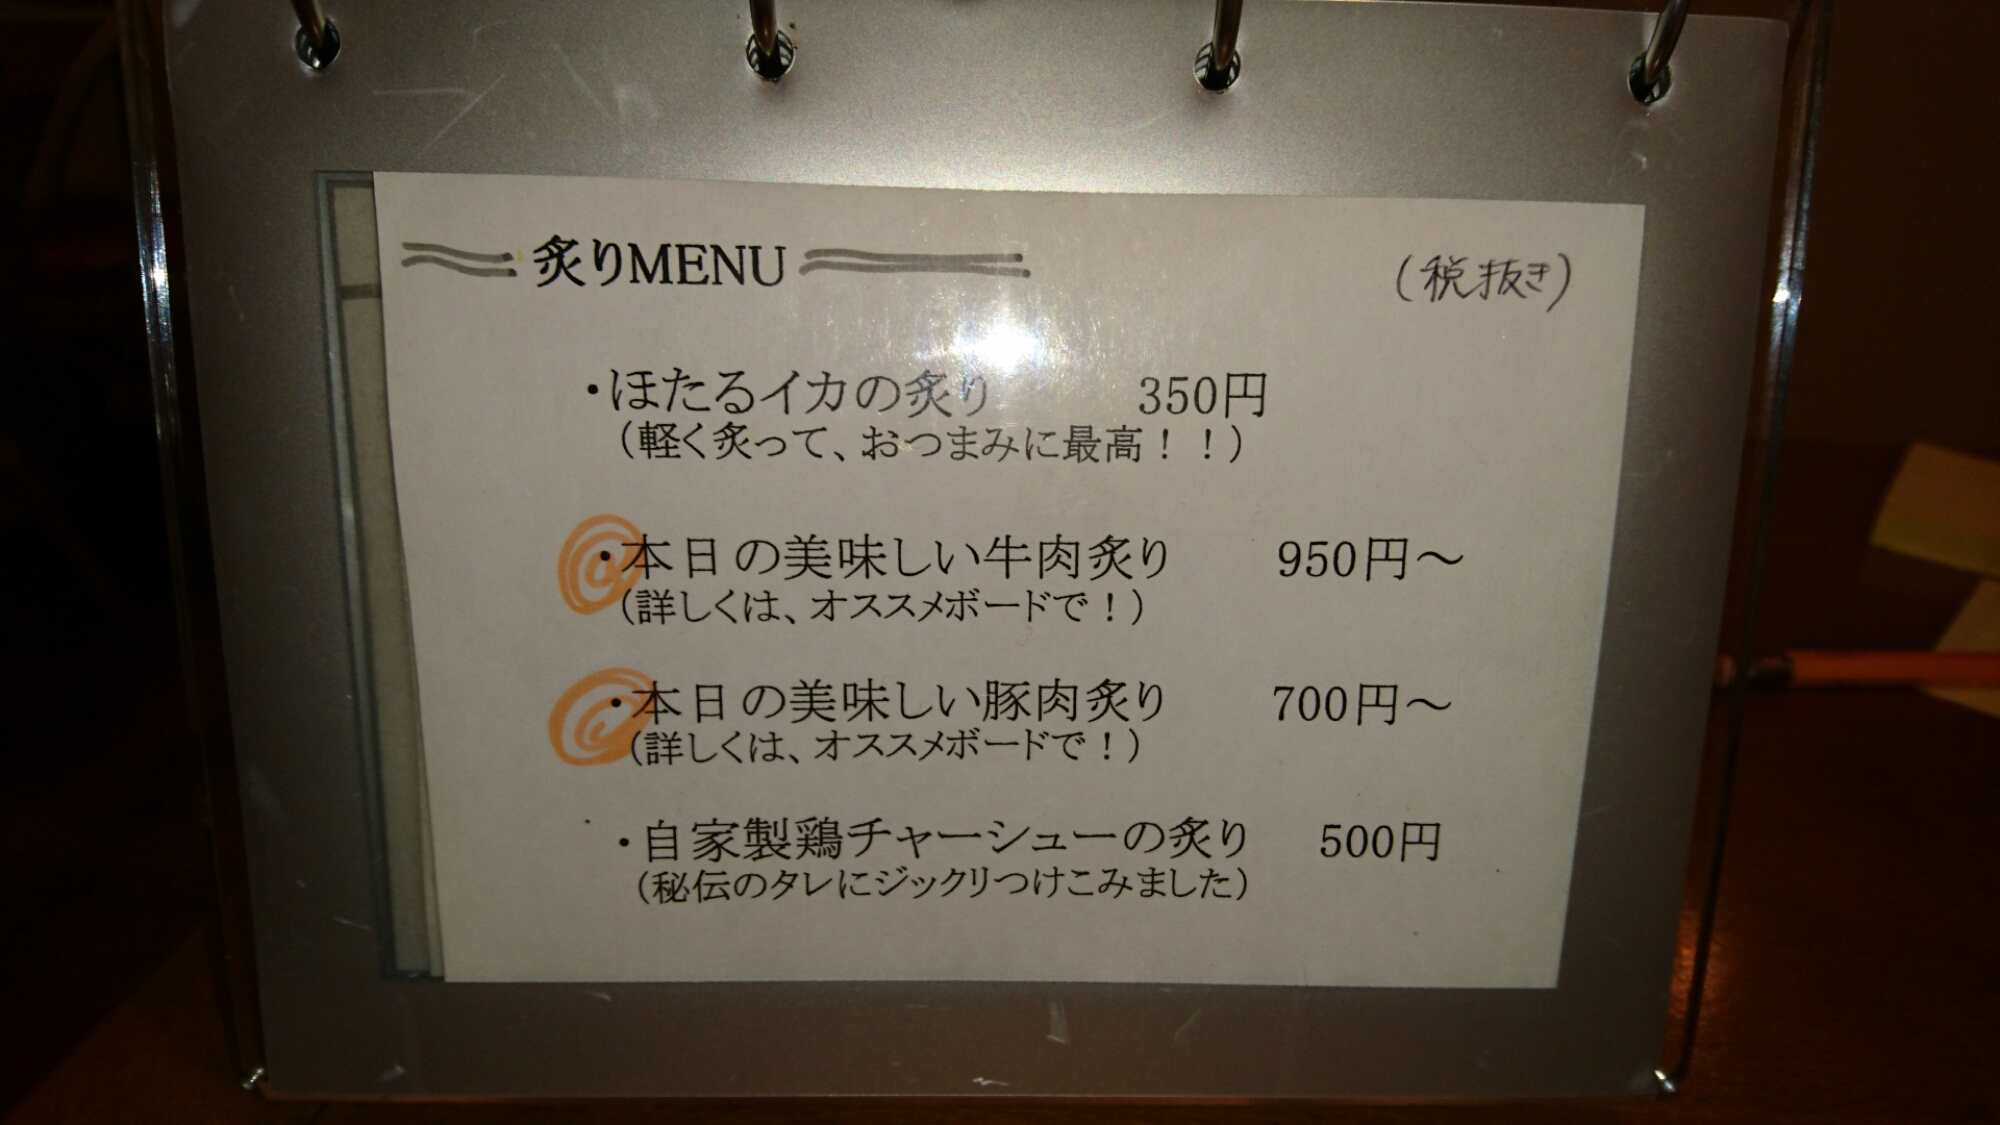 炙りMENU
(税抜き)
・ほたるイカの炙り 350円
(軽く炙って、おつまみに最高！！)
・本日の美味しい牛肉炙り 950円～
(詳しくは、オススメボードで！)
・本日の美味しい豚肉炙り 700円～
(詳しくは、オススメボードで！)
・自家製鶏チャーシューの炙り 500円
(秘伝のタレにジックリつけこみました)